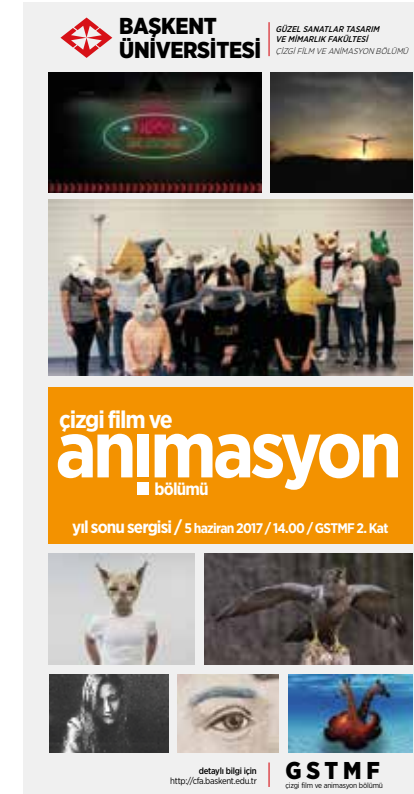 BAŞKENT
ÜNİVERSİTESİ
GÜZEL SANATLAR TASARIM
VE MİMARLIK FAKÜLTESİ
ÇİZGİ FİLM VE ANİMASYON BÖLÜMÜ
çizgi film ve
animasyon
bölümü
yıl sonu sergisi / 5 haziran 2017 / 14.00 / GSTMF 2. Kat
detaylı bilgi için
http://cfa.baskent.edu.tr
GSTMF
çizgi film ve animasyon bölümü